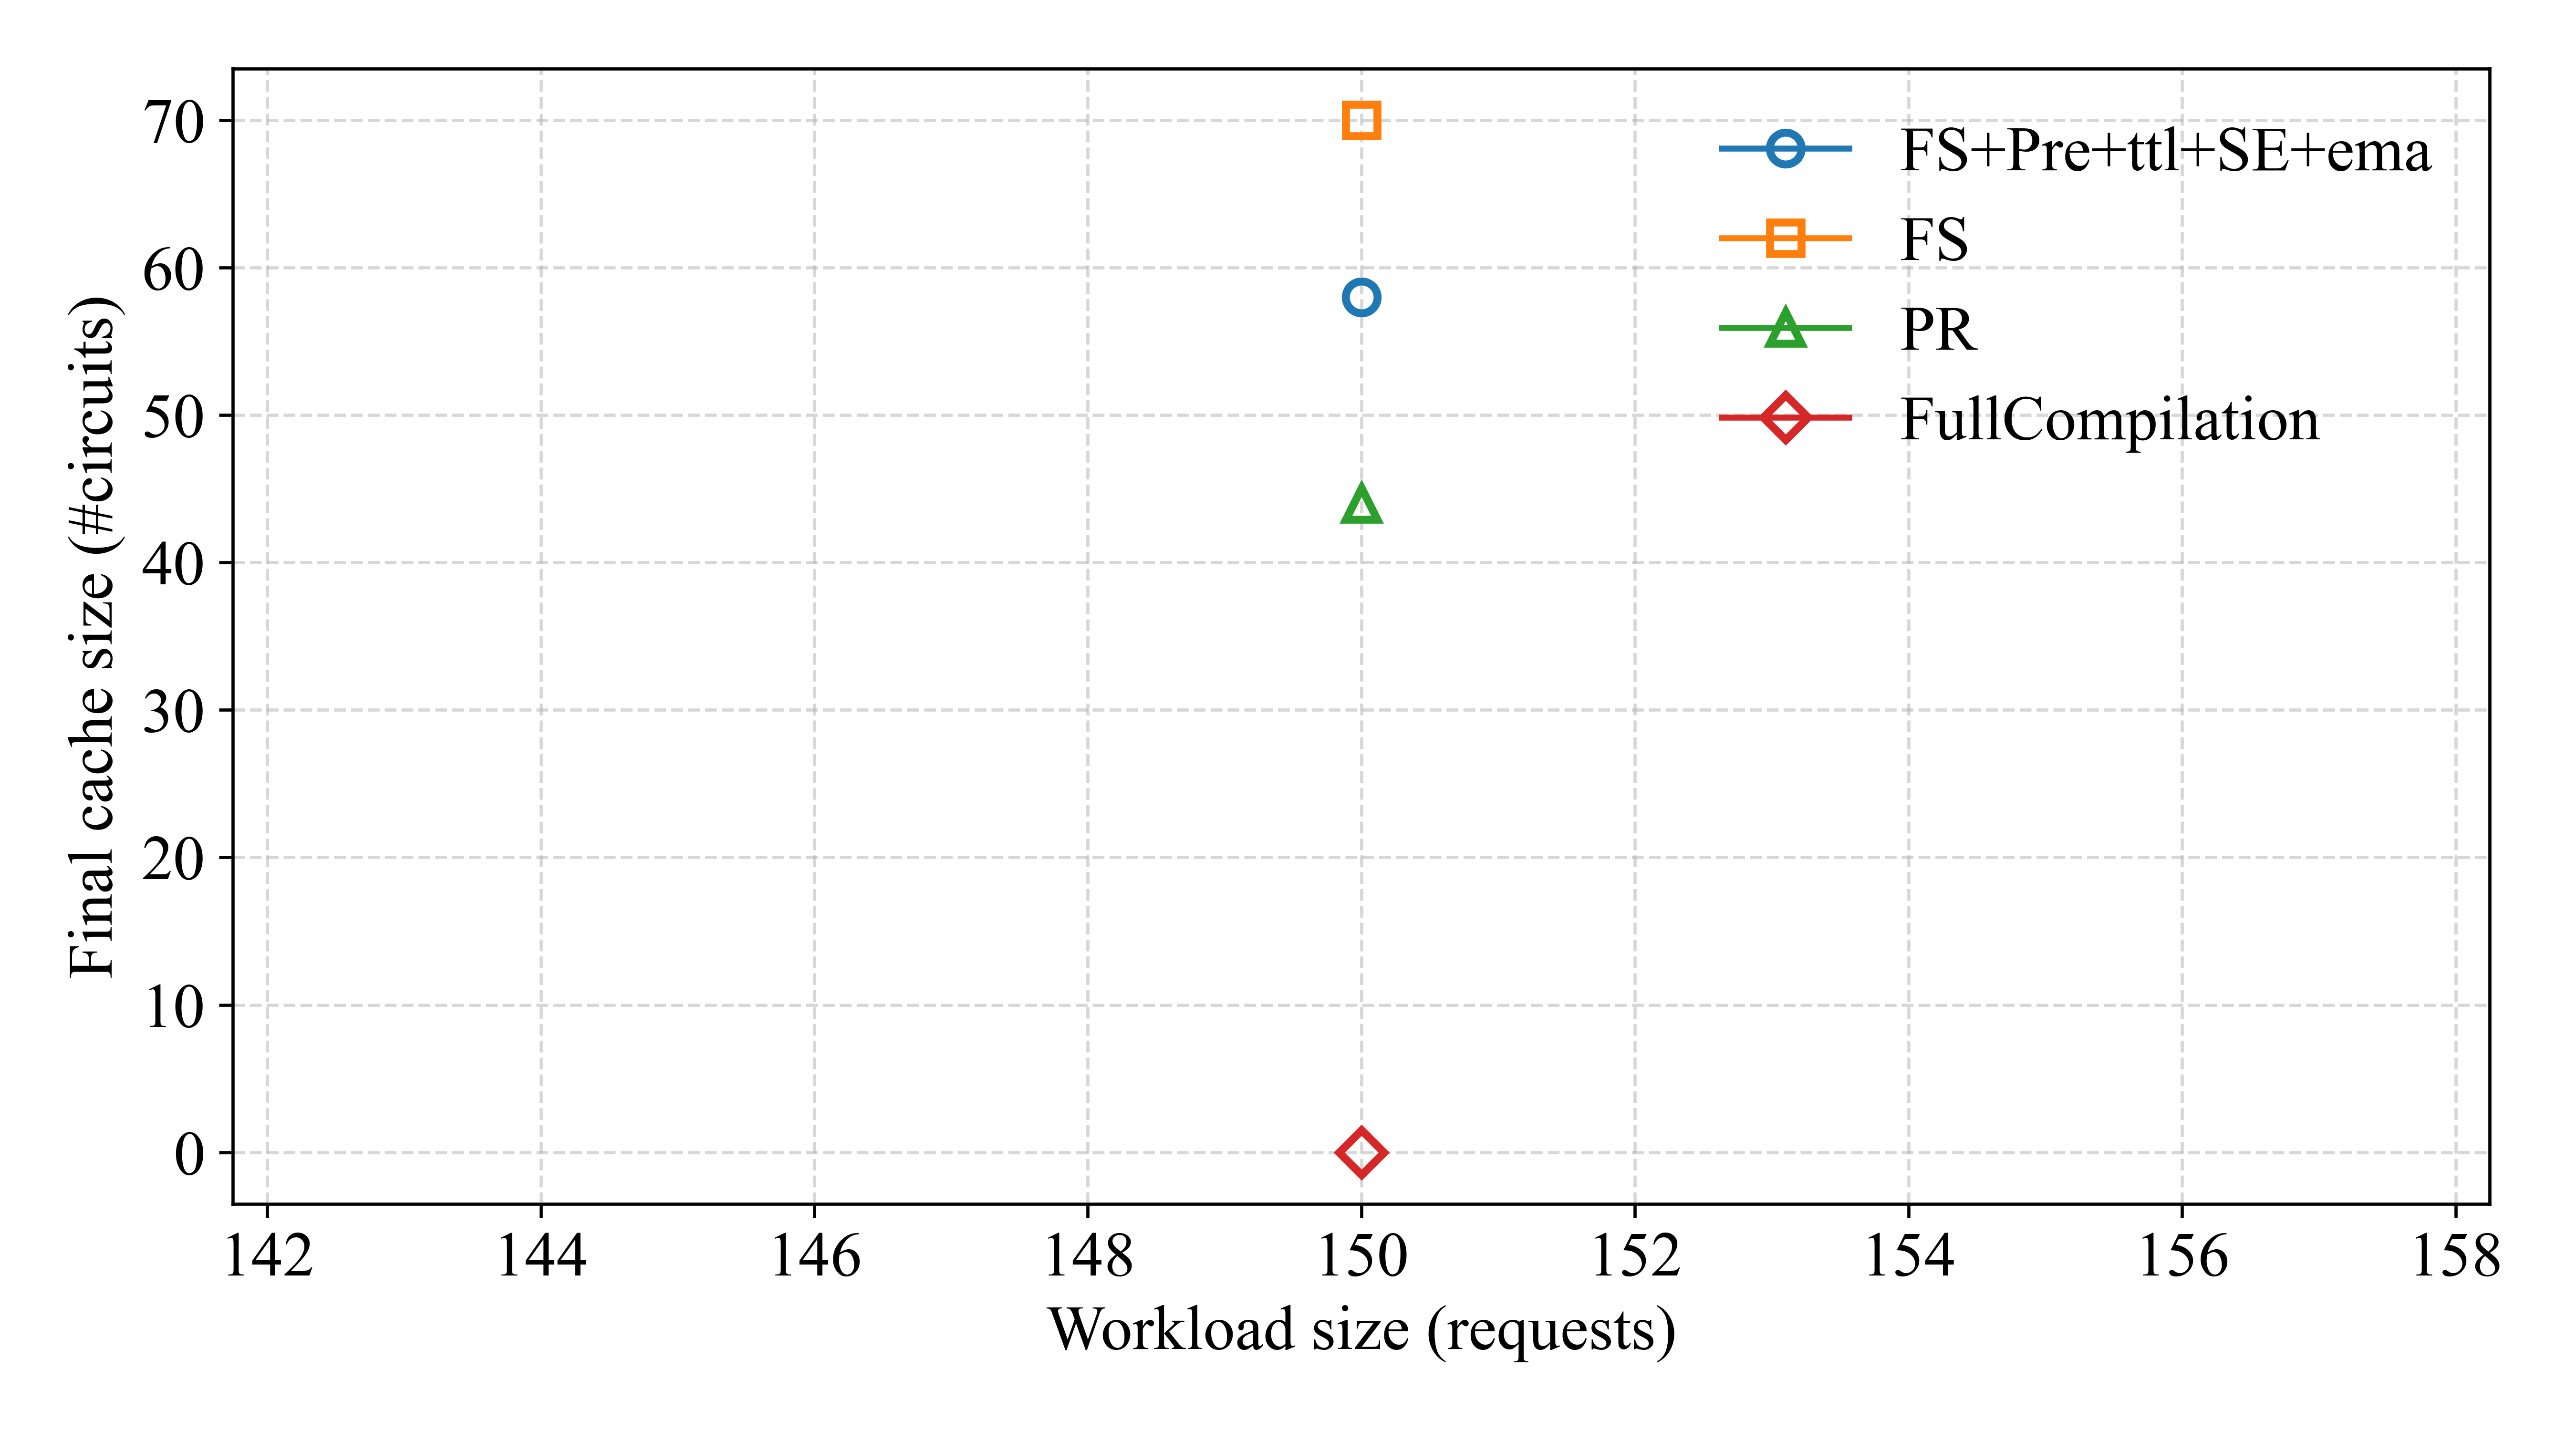 70
60
50
40
30
20
10
0
Final cache size (#circuits)
FS+Pre+ttl+SE+ema
FS
PR
FullCompilation
142 144 146 148 150 152 154 156 158
Workload size (requests)